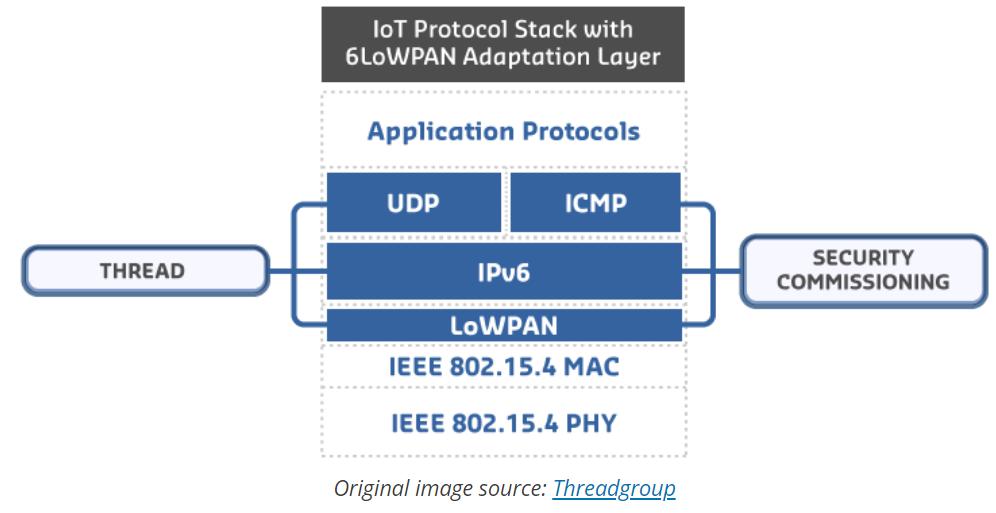 IoT Protocol Stack with
6LoWPAN Adaptation Layer
Application Protocols
UDP
ICMP
THREAD
IPv6
SECURITY
COMMISSIONING
LoWPAN
IEEE 802.15.4 MAC
IEEE 802.15.4 PHY
Original image source: Threadgroup